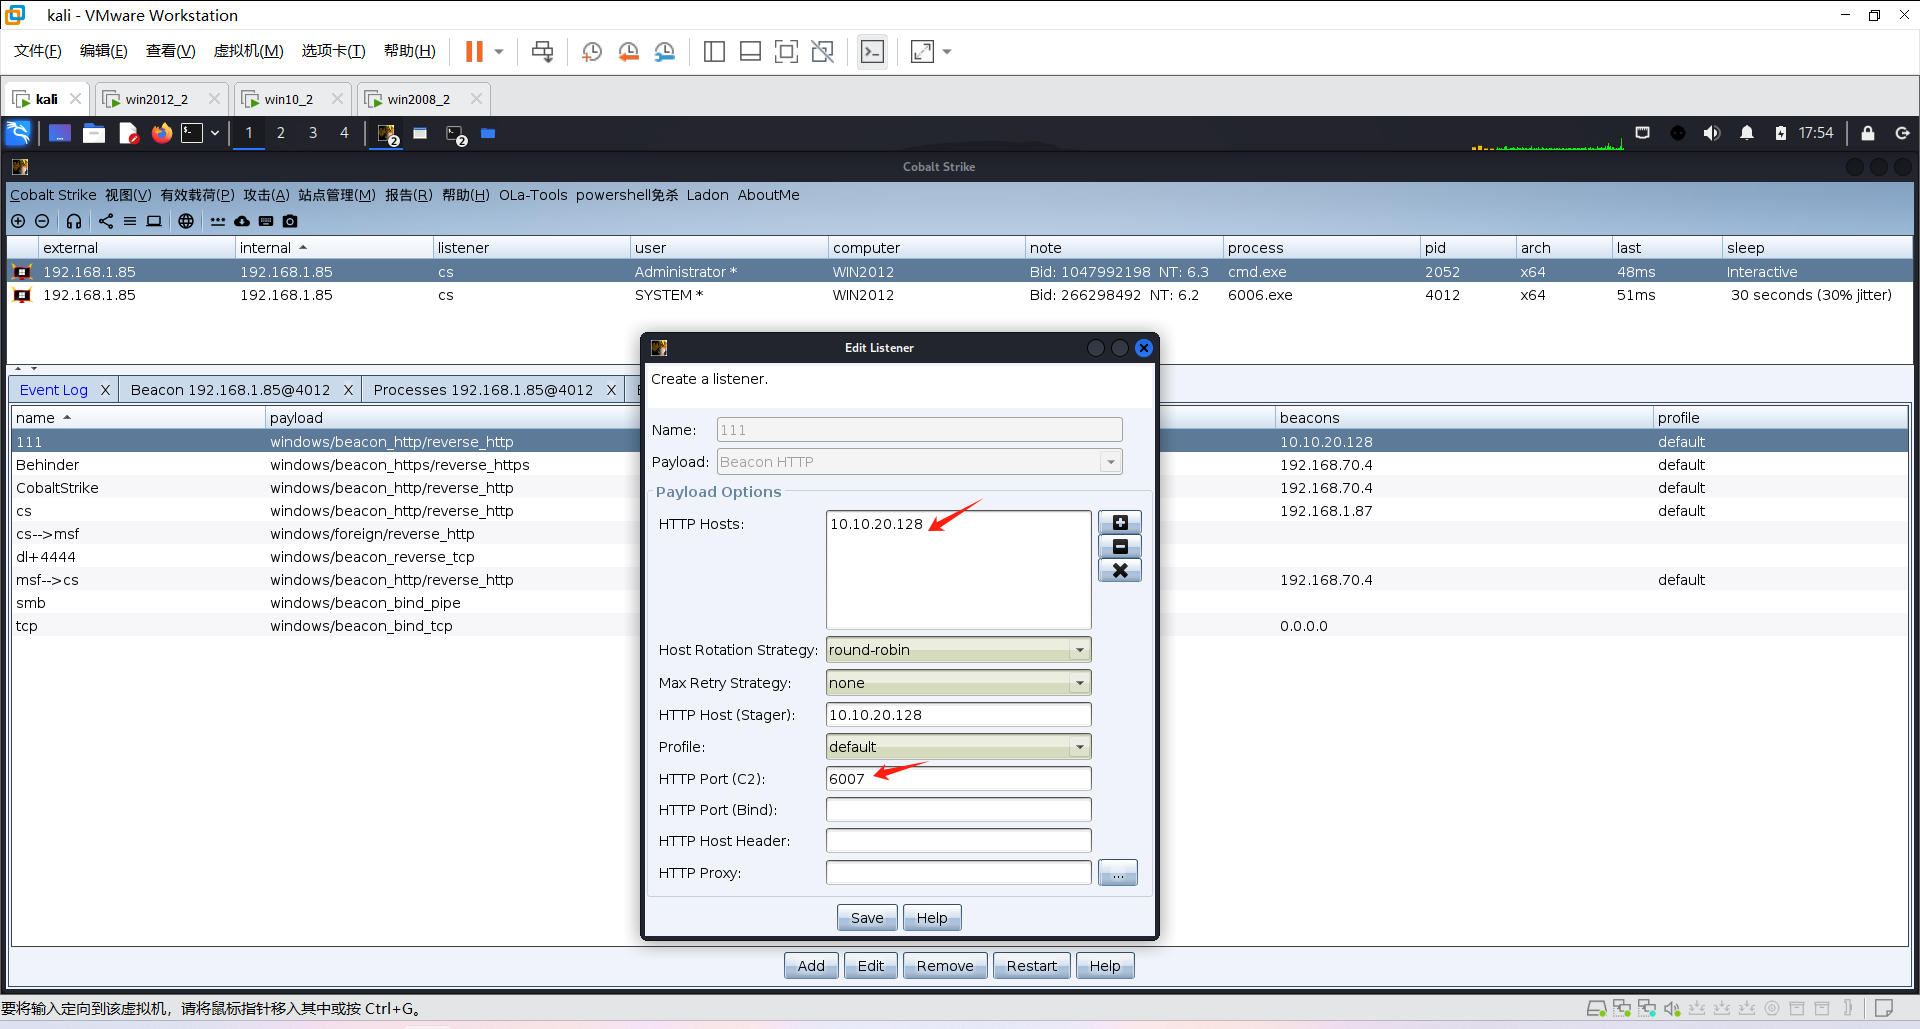 kali - VMware Workstation
文件(F) 编辑(E) 查看(V) 虚拟机(M) 选项卡(T) 帮助(H)
kali win2012_2 win10_2 win2008_2
1 2 3 4 2 2 17:54
Cobalt Strike
Cobalt Strike 视图(V) 有效载荷(P) 攻击(A) 站点管理(M) 报告(R) 帮助(H) OLa-Tools powershell免杀 Ladon AboutMe
external internal listener user computer note process pid arch last sleep
192.168.1.85 192.168.1.85 cs Administrator * WIN2012 Bid: 1047992198 NT: 6.3 cmd.exe 2052 x64 48ms Interactive
192.168.1.85 192.168.1.85 cs SYSTEM * WIN2012 Bid: 266298492 NT: 6.2 6006.exe 4012 x64 51ms 30 seconds (30% jitter)
Event Log X Beacon 192.168.1.85@4012 X Processes 192.168.1.85@4012 X
name payload beacons profile
111 windows/beacon_http/reverse_http 10.10.20.128 default
Behinder windows/beacon_https/reverse_https 192.168.70.4 default
CobaltStrike windows/beacon_http/reverse_http 192.168.70.4 default
cs windows/beacon_http/reverse_http 192.168.1.87 default
cs-->msf windows/foreign/reverse_http
dl+4444 windows/beacon_reverse_tcp
msf-->cs windows/beacon_http/reverse_http 192.168.70.4 default
smb windows/beacon_bind_pipe
tcp windows/beacon_bind_tcp 0.0.0.0
Edit Listener
Create a listener.
Name: 111
Payload: Beacon HTTP
Payload Options
HTTP Hosts: 10.10.20.128
Host Rotation Strategy: round-robin
Max Retry Strategy: none
HTTP Host (Stager): 10.10.20.128
Profile: default
HTTP Port (C2): 6007
HTTP Port (Bind):
HTTP Host Header:
HTTP Proxy: ...
Save Help
Add Edit Remove Restart Help
要将输入定向到该虚拟机，请将鼠标指针移入其中或按 Ctrl+G。